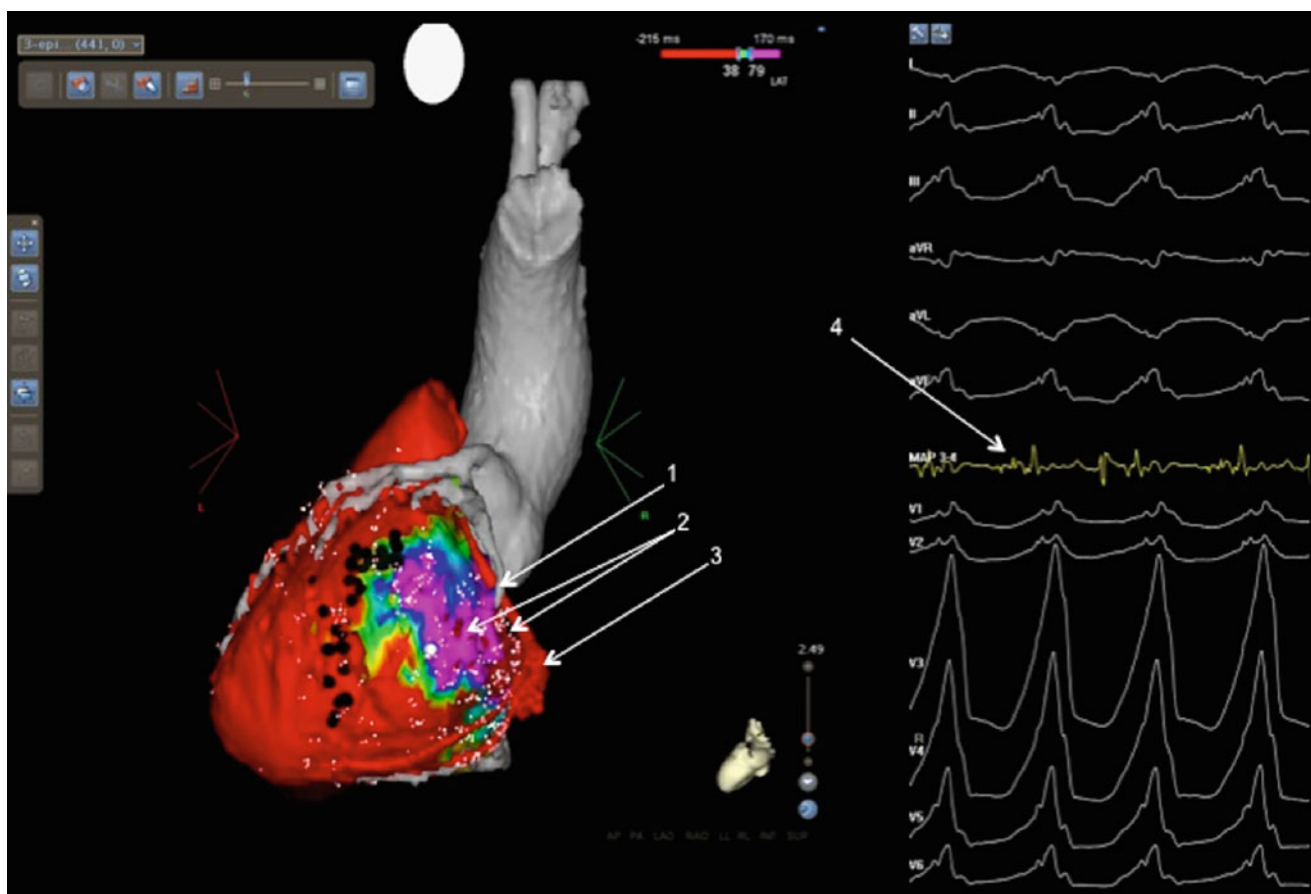 3-epi... (441, 0)
-215 ms 170 ms
38 79
LAT
I
II
III
aVR
aVL
aVF
MAP 3-4
V1
V2
V3
V4
V5
V6
1
2
3
4
L
R
R
2.49
AP PA LAO RAO LL RL INF SUP